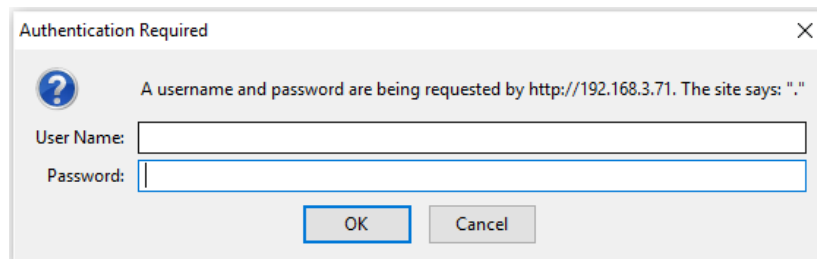 Authentication Required
A username and password are being requested by http://192.168.3.71. The site says: "."
User Name:
Password:
OK Cancel